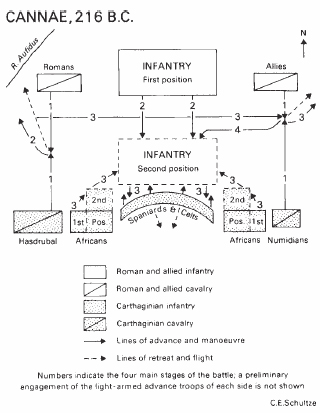 CANNAE, 216 B.C.
R. Aufidus
N
Romans
Allies
INFANTRY
First position
1
2
2
1
3
3
3
2
4
INFANTRY
Second position
1
1
3
3
3
3
2nd
Pos.
1st
Spaniards & Celts
2nd
Pos.
1st
Hasdrubal
Africans
Africans
Numidians
Roman and allied infantry
Roman and allied cavalry
Carthaginian infantry
Carthaginian cavalry
Lines of advance and manoeuvre
Lines of retreat and flight
Numbers indicate the four main stages of the battle; a preliminary
engagement of the light-armed advance troops of each side is not shown
C.E.Schultze